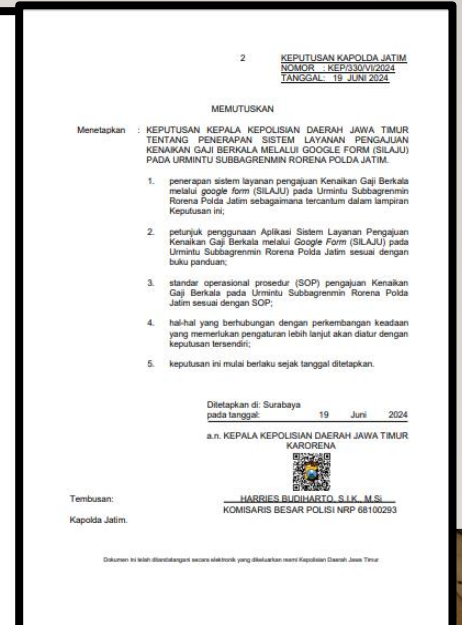 2 KEPUTUSAN KAPOLDA JATIM
NOMOR : KEP/330/VI/2024
TANGGAL: 19 JUNI 2024
MEMUTUSKAN
Menetapkan : KEPUTUSAN KEPALA KEPOLISIAN DAERAH JAWA TIMUR
TENTANG PENERAPAN SISTEM LAYANAN PENGAJUAN
KENAIKAN GAJI BERKALA MELALUI GOOGLE FORM (SILAJU)
PADA URMINTU SUBBAGRENMIN RORENA POLDA JATIM.
1. penerapan sistem layanan pengajuan Kenaikan Gaji Berkala
melalui google form (SILAJU) pada Urmintu Subbagrenmin
Rorena Polda Jatim sebagaimana tercantum dalam lampiran
Keputusan ini;
2. petunjuk penggunaan Aplikasi Sistem Layanan Pengajuan
Kenaikan Gaji Berkala melalui Google Form (SILAJU) pada
Urmintu Subbagrenmin Rorena Polda Jatim sesuai dengan
buku panduan;
3. standar operasional prosedur (SOP) pengajuan Kenaikan
Gaji Berkala pada Urmintu Subbagrenmin Rorena Polda
Jatim sesuai dengan SOP;
4. hal-hal yang berhubungan dengan perkembangan keadaan
yang memerlukan pengaturan lebih lanjut akan diatur dengan
keputusan tersendiri;
5. keputusan ini mulai berlaku sejak tanggal ditetapkan.
Ditetapkan di: Surabaya
pada tanggal: 19 Juni 2024
a.n. KEPALA KEPOLISIAN DAERAH JAWA TIMUR
KARORENA
Tembusan: HARRIES BUDIHARTO, S.I.K., M.Si
KOMISARIS BESAR POLISI NRP 68100293
Kapolda Jatim.
Dokumen ini telah ditandatangani secara elektronik yang dikeluarkan resmi Kepolisian Daerah Jawa Timur